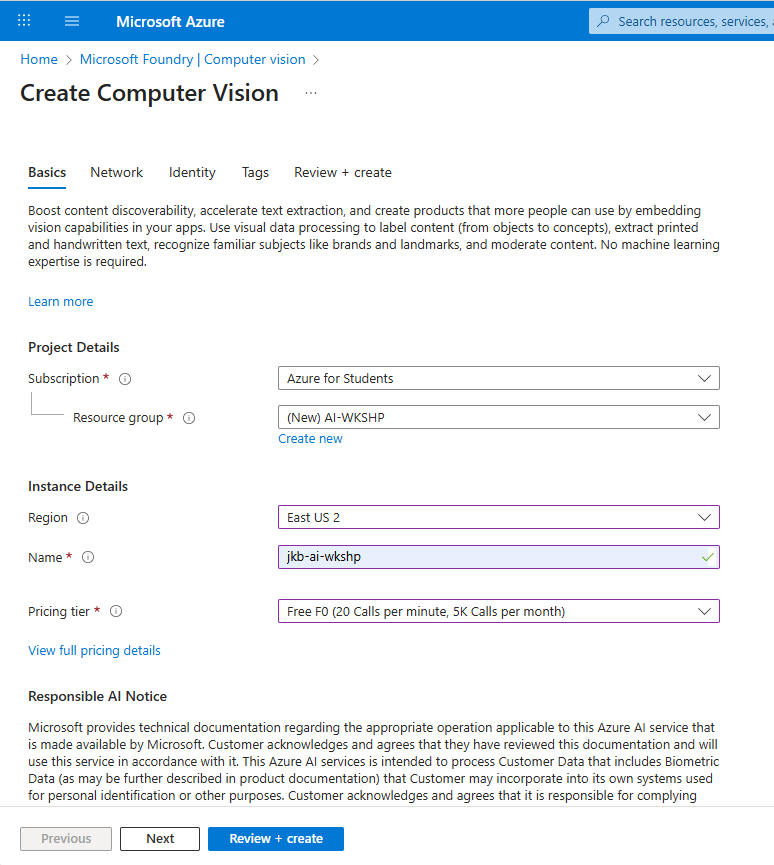 Microsoft Azure
Search resources, services,
Home > Microsoft Foundry | Computer vision >
Create Computer Vision ...
Basics Network Identity Tags Review + create
Boost content discoverability, accelerate text extraction, and create products that more people can use by embedding
vision capabilities in your apps. Use visual data processing to label content (from objects to concepts), extract printed
and handwritten text, recognize familiar subjects like brands and landmarks, and moderate content. No machine learning
expertise is required.
Learn more
Project Details
Subscription * Azure for Students
Resource group * (New) AI-WKSHP
Create new
Instance Details
Region East US 2
Name * jkb-ai-wkshp
Pricing tier * Free F0 (20 Calls per minute, 5K Calls per month)
View full pricing details
Responsible AI Notice
Microsoft provides technical documentation regarding the appropriate operation applicable to this Azure AI service that
is made available by Microsoft. Customer acknowledges and agrees that they have reviewed this documentation and will
use this service in accordance with it. This Azure AI services is intended to process Customer Data that includes Biometric
Data (as may be further described in product documentation) that Customer may incorporate into its own systems used
for personal identification or other purposes. Customer acknowledges and agrees that it is responsible for complying
Previous Next Review + create